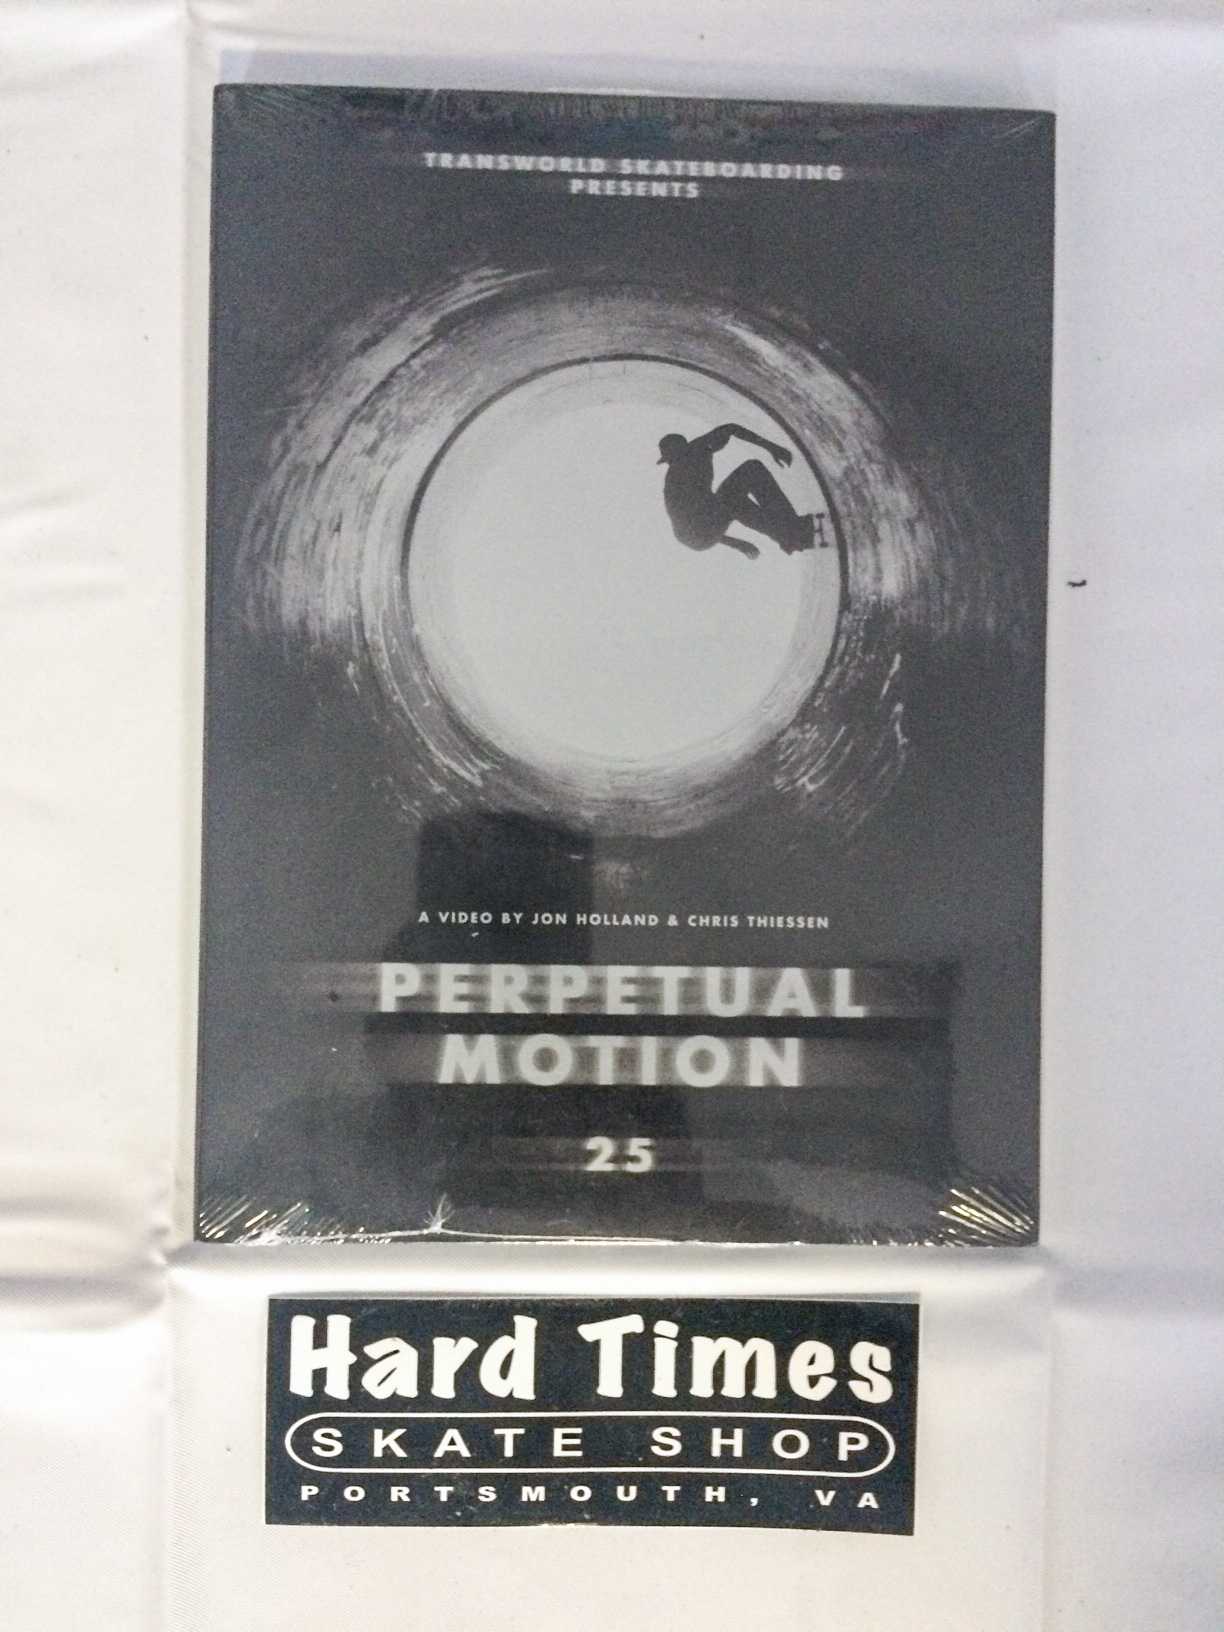 TRANSWORLD SKATEBOARDING
PRESENTS
A VIDEO BY JON HOLLAND & CHRIS THIESSEN
PERPETUAL
MOTION
25
Hard Times
SKATE SHOP
PORTSMOUTH, VA